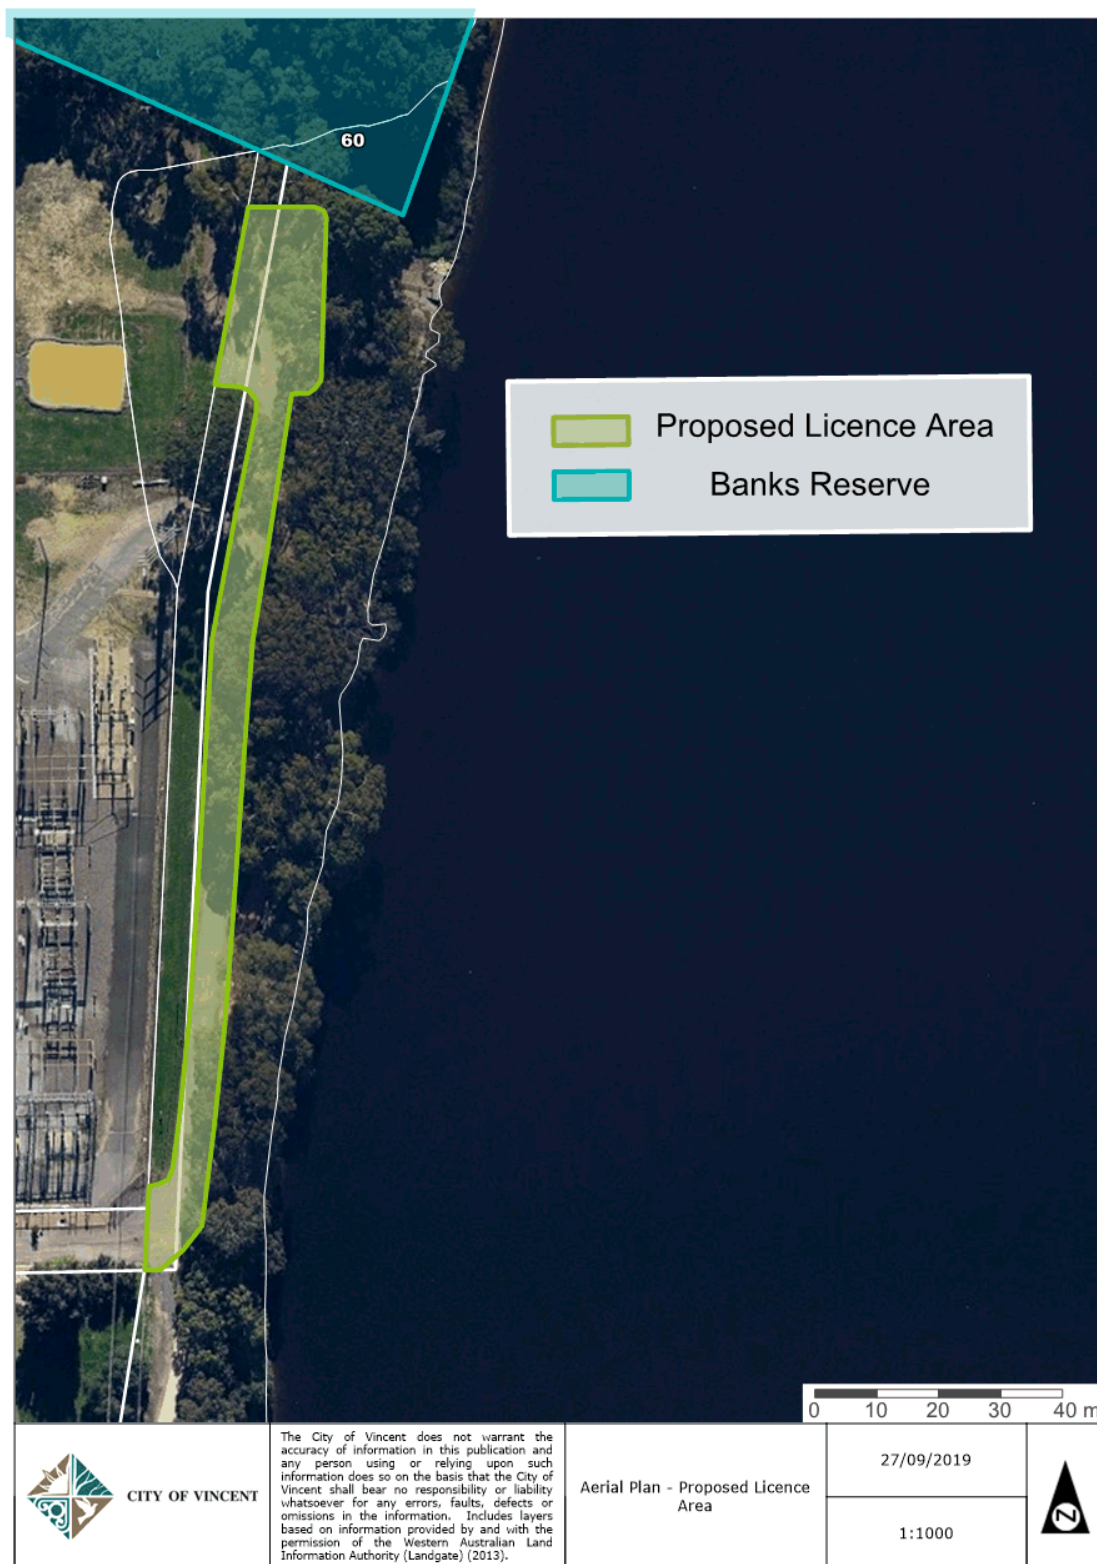 60
Proposed Licence Area
Banks Reserve
0 10 20 30 40 m
CITY OF VINCENT
The City of Vincent does not warrant the
accuracy of information in this publication and
any person using or relying upon such
information does so on the basis that the City of
Vincent shall bear no responsibility or liability
whatsoever for any errors, faults, defects or
omissions in the information. Includes layers
based on information provided by and with the
permission of the Western Australian Land
Information Authority (Landgate) (2013).
Aerial Plan - Proposed Licence
Area
27/09/2019
1:1000
N